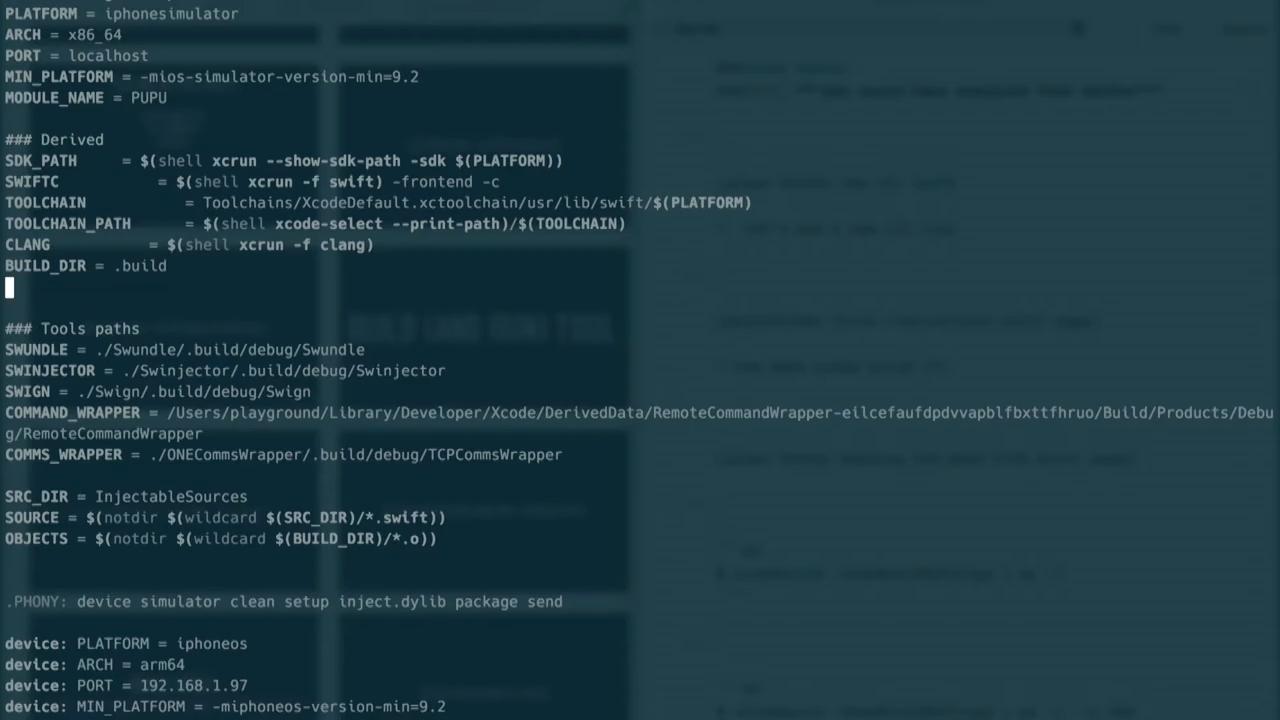 PLATFORM = iphonesimulator
ARCH = x86_64
PORT = localhost
MIN_PLATFORM = -mios-simulator-version-min=9.2
MODULE_NAME = PUPU
### Derived
SDK_PATH     = $(shell xcrun --show-sdk-path -sdk $(PLATFORM))
SWIFTC           = $(shell xcrun -f swift) -frontend -c
TOOLCHAIN           = Toolchains/XcodeDefault.xctoolchain/usr/lib/swift/$(PLATFORM)
TOOLCHAIN_PATH      = $(shell xcode-select --print-path)/$(TOOLCHAIN)
CLANG           = $(shell xcrun -f clang)
BUILD_DIR = .build
### Tools paths
SWUNDLE = ./Swundle/.build/debug/Swundle
SWINJECTOR = ./Swinjector/.build/debug/Swinjector
SWIGN = ./Swign/.build/debug/Swign
COMMAND_WRAPPER = /Users/playground/Library/Developer/Xcode/DerivedData/RemoteCommandWrapper-eilcefaufdpdvvapblfbxttfhruo/Build/Products/Debu
g/RemoteCommandWrapper
COMMS_WRAPPER = ./ONECommsWrapper/.build/debug/TCPCommsWrapper
SRC_DIR = InjectableSources
SOURCE = $(notdir $(wildcard $(SRC_DIR)/*.swift))
OBJECTS = $(notdir $(wildcard $(BUILD_DIR)/*.o))
.PHONY: device simulator clean setup inject.dylib package send
device: PLATFORM = iphoneos
device: ARCH = arm64
device: PORT = 192.168.1.97
device: MIN_PLATFORM = -miphoneos-version-min=9.2
BUILD (AND RUN) TOOL